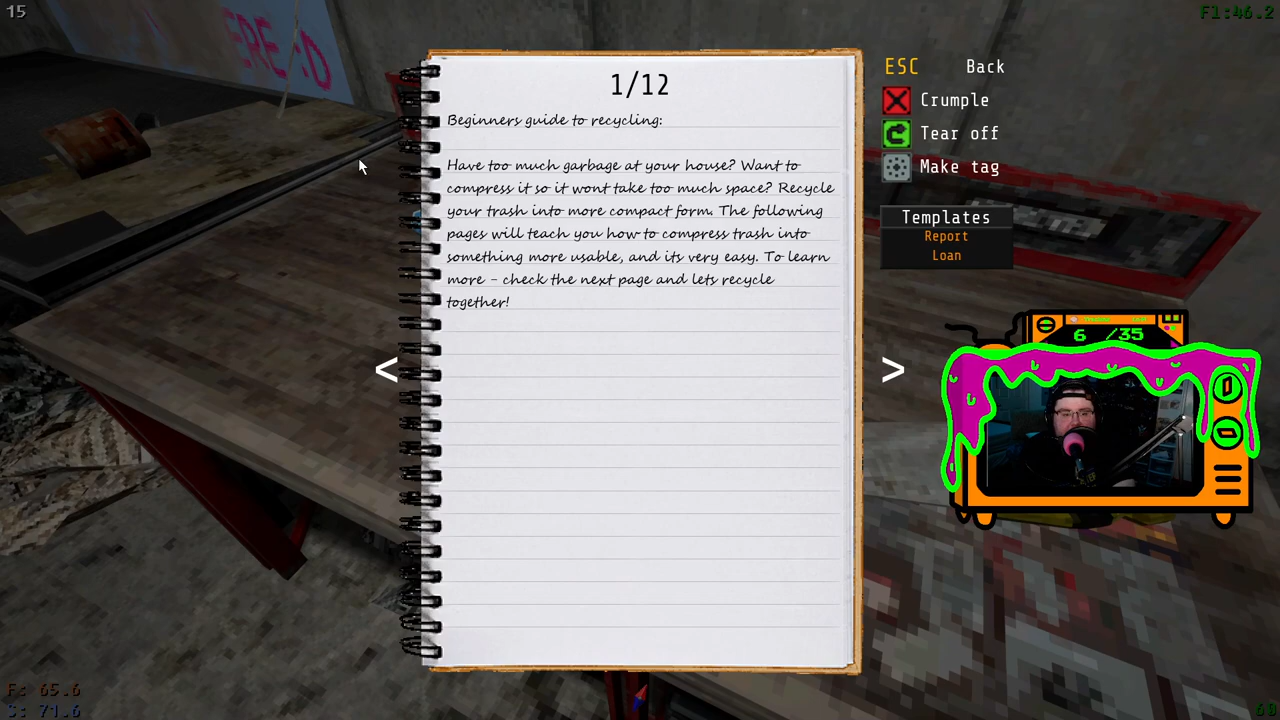 15
F1:46.2
ERE :D
1/12
Beginners guide to recycling:
Have too much garbage at your house? Want to
compress it so it wont take too much space? Recycle
your trash into more compact form. The following
pages will teach you how to compress trash into
something more usable, and its very easy. To learn
more - check the next page and lets recycle
together!
<
>
ESC Back
Crumple
Tear off
Make tag
Templates
Report
Loan
6 /35
F: 65.6
S: 71.6
60